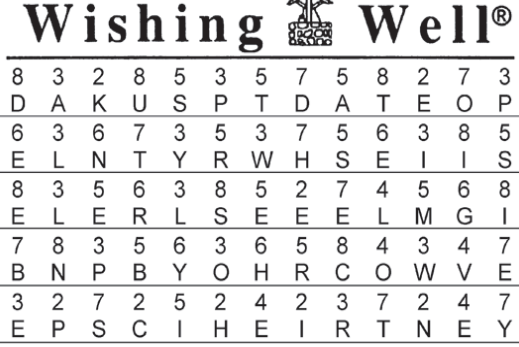 Wishing Well®
8 3 2 8 5 3 5 7 5 8 2 7 3
D A K U S P T D A T E O P
6 3 6 7 3 5 3 7 5 6 3 8 5
E L N T Y R W H S E I I S
8 3 5 6 3 8 5 2 7 4 5 6 8
E L E R L S E E E L M G I
7 8 3 5 6 3 6 5 8 4 3 4 7
B N P B Y O H R C O W V E
3 2 7 2 5 2 4 2 3 7 2 4 7
E P S C I H E I R T N E Y